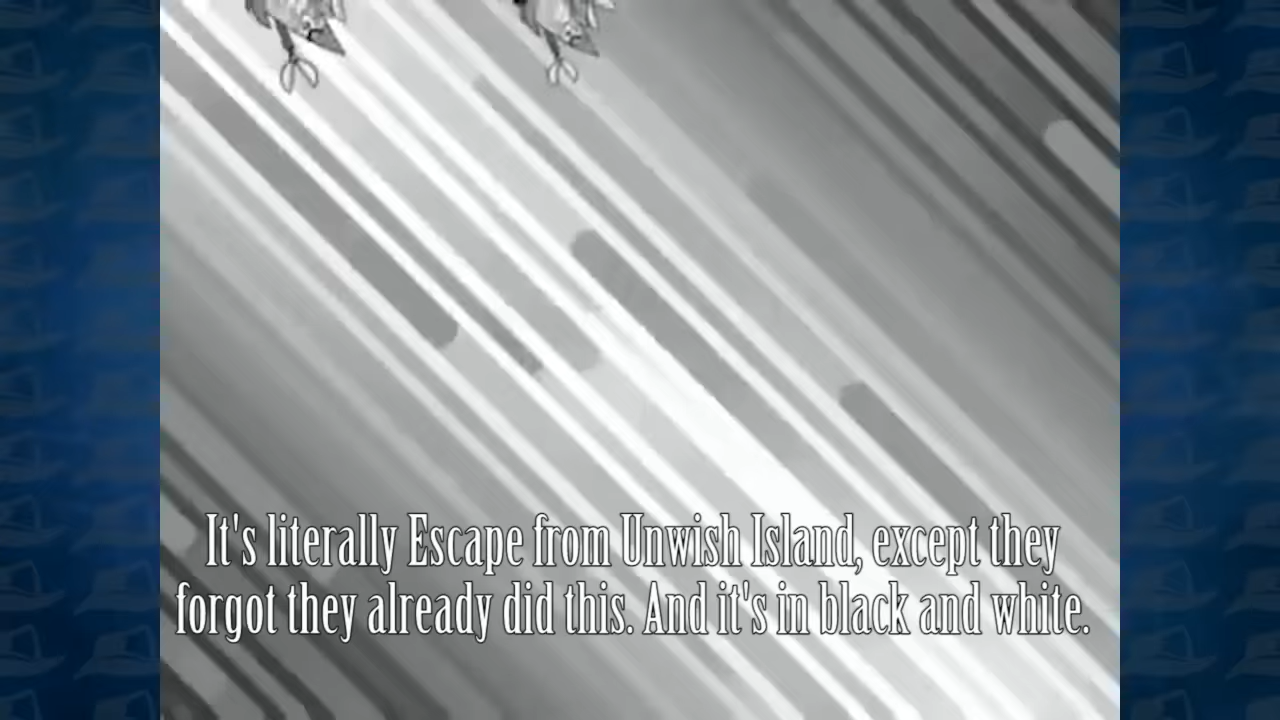 It's literally Escape from Unwish Island, except they
forgot they already did this. And it's in black and white.